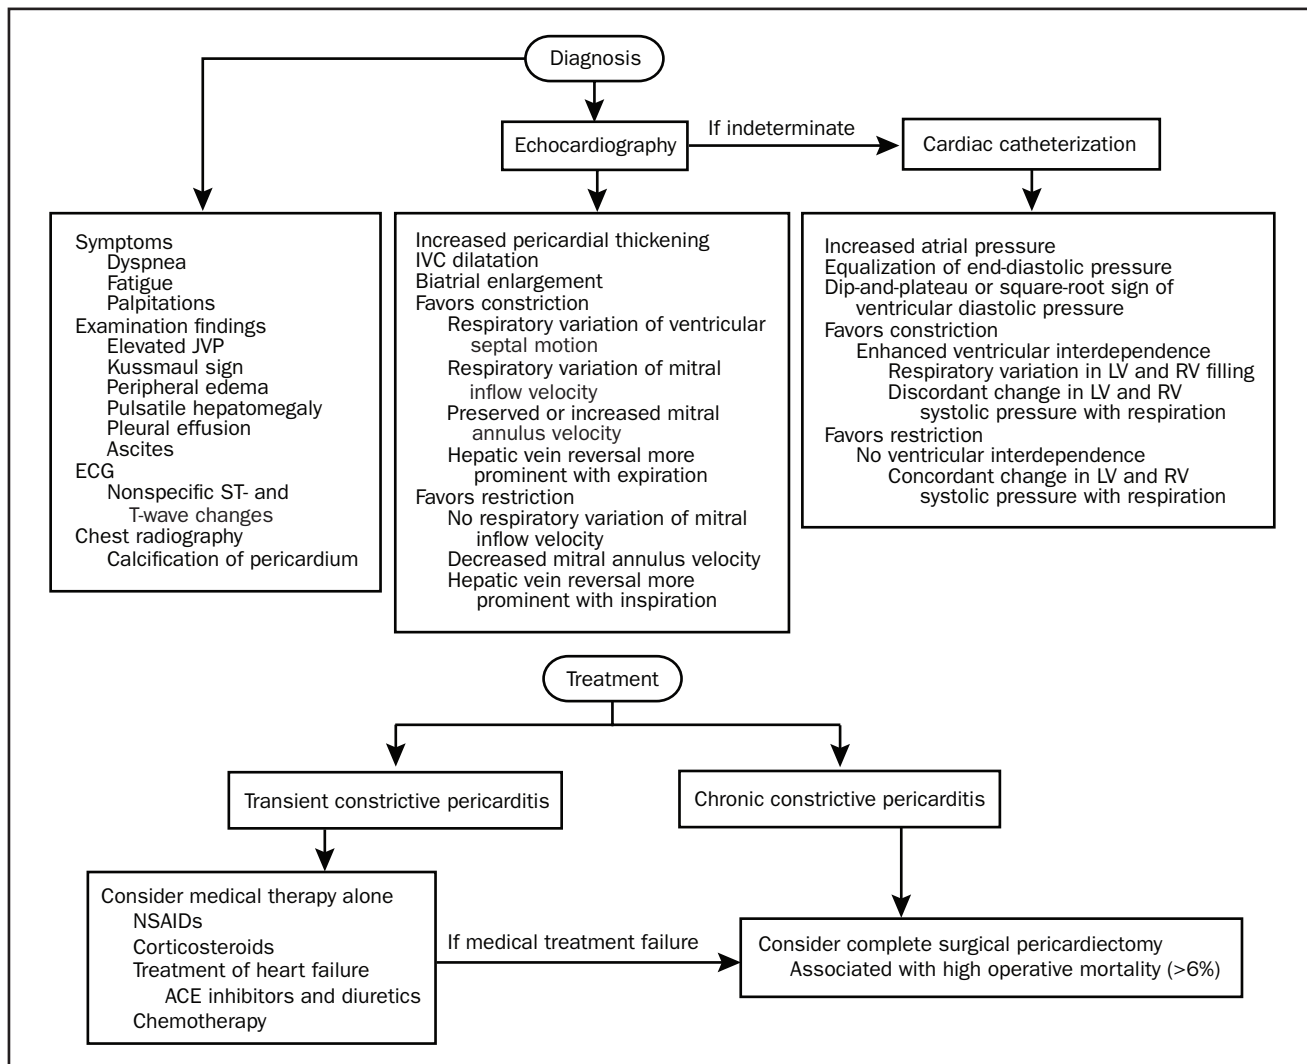 Diagnosis
Echocardiography
If indeterminate
Cardiac catheterization
Symptoms
Dyspnea
Fatigue
Palpitations
Examination findings
Elevated JVP
Kussmaul sign
Peripheral edema
Pulsatile hepatomegaly
Pleural effusion
Ascites
ECG
Nonspecific ST- and
T-wave changes
Chest radiography
Calcification of pericardium
Increased pericardial thickening
IVC dilatation
Biatrial enlargement
Favors constriction
Respiratory variation of ventricular
septal motion
Respiratory variation of mitral
inflow velocity
Preserved or increased mitral
annulus velocity
Hepatic vein reversal more
prominent with expiration
Favors restriction
No respiratory variation of mitral
inflow velocity
Decreased mitral annulus velocity
Hepatic vein reversal more
prominent with inspiration
Increased atrial pressure
Equalization of end-diastolic pressure
Dip-and-plateau or square-root sign of
ventricular diastolic pressure
Favors constriction
Enhanced ventricular interdependence
Respiratory variation in LV and RV filling
Discordant change in LV and RV
systolic pressure with respiration
Favors restriction
No ventricular interdependence
Concordant change in LV and RV
systolic pressure with respiration
Treatment
Transient constrictive pericarditis
Chronic constrictive pericarditis
Consider medical therapy alone
NSAIDs
Corticosteroids
Treatment of heart failure
ACE inhibitors and diuretics
Chemotherapy
If medical treatment failure
Consider complete surgical pericardiectomy
Associated with high operative mortality (>6%)